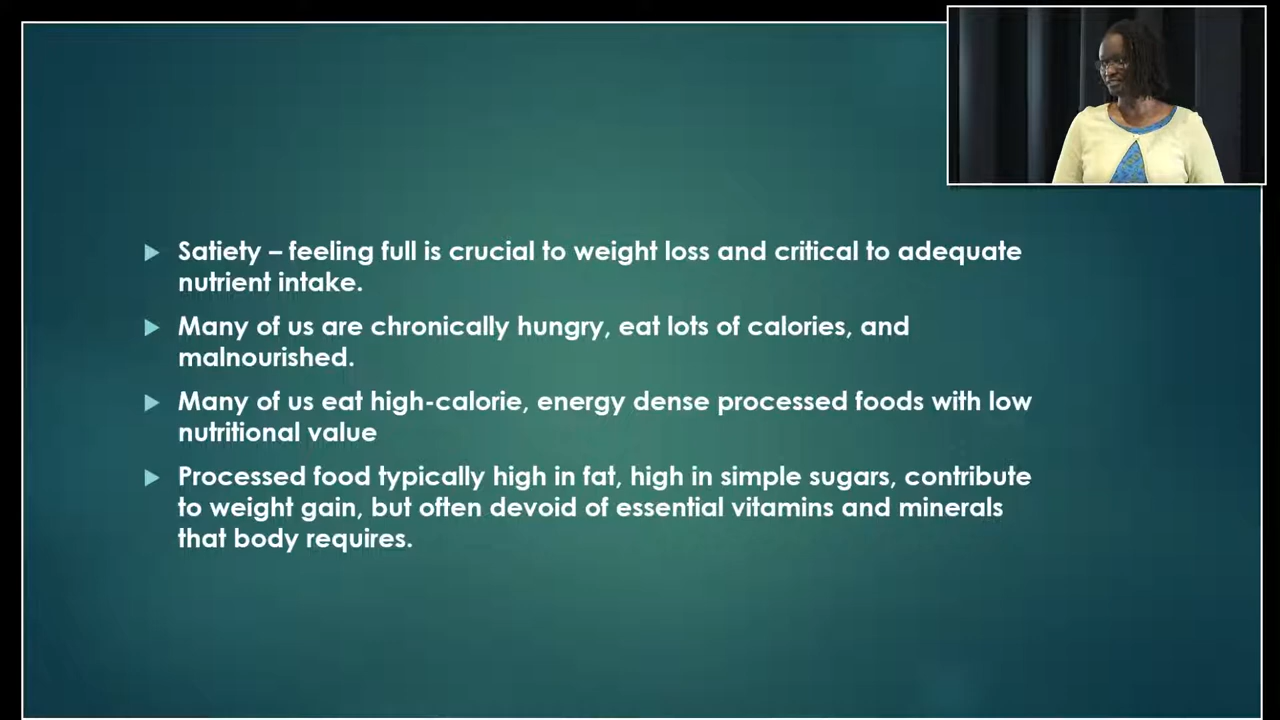 Satiety – feeling full is crucial to weight loss and critical to adequate
nutrient intake.
Many of us are chronically hungry, eat lots of calories, and
malnourished.
Many of us eat high-calorie, energy dense processed foods with low
nutritional value
Processed food typically high in fat, high in simple sugars, contribute
to weight gain, but often devoid of essential vitamins and minerals
that body requires.